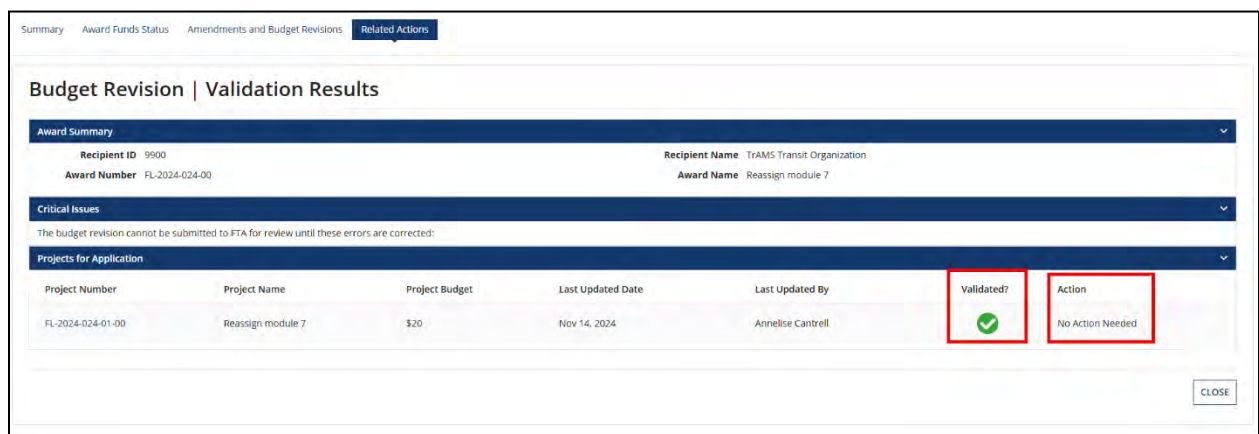 Summary Award Funds Status Amendments and Budget Revisions Related Actions
Budget Revision | Validation Results
Award Summary
Recipient ID 9900 Recipient Name TrAMS Transit Organization
Award Number FL-2024-024-00 Award Name Reassign module 7
Critical Issues
The budget revision cannot be submitted to FTA for review until these errors are corrected:
Projects for Application
Project Number Project Name Project Budget Last Updated Date Last Updated By Validated? Action
FL-2024-024-01-00 Reassign module 7 $20 Nov 14, 2024 Annelise Cantrell No Action Needed
CLOSE